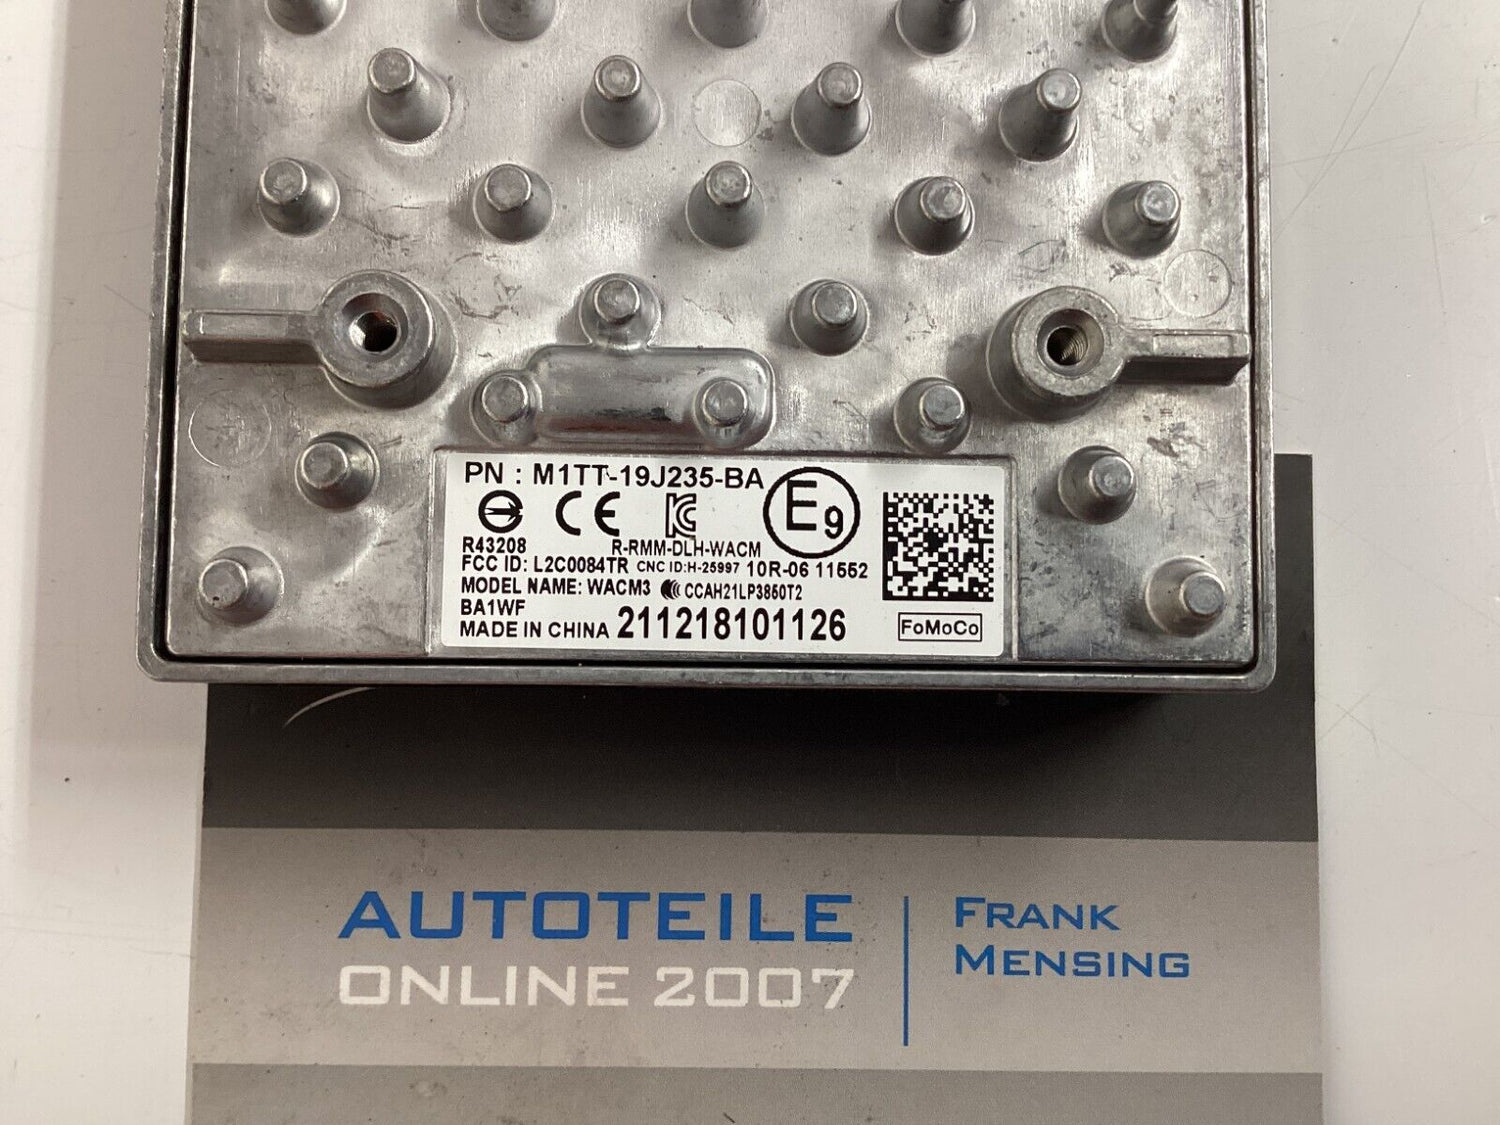 PN : M1TT-19J235-BA
CE
E9
R43208
R-RMM-DLH-WACM
FCC ID: L2C0084TR CNC ID:H-25997 10R-06 11552
MODEL NAME: WACM3 CCAH21LP3850T2
BA1WF
MADE IN CHINA 211218101126
FoMoCo
AUTOTEILE
ONLINE 2007
FRANK
MENSING